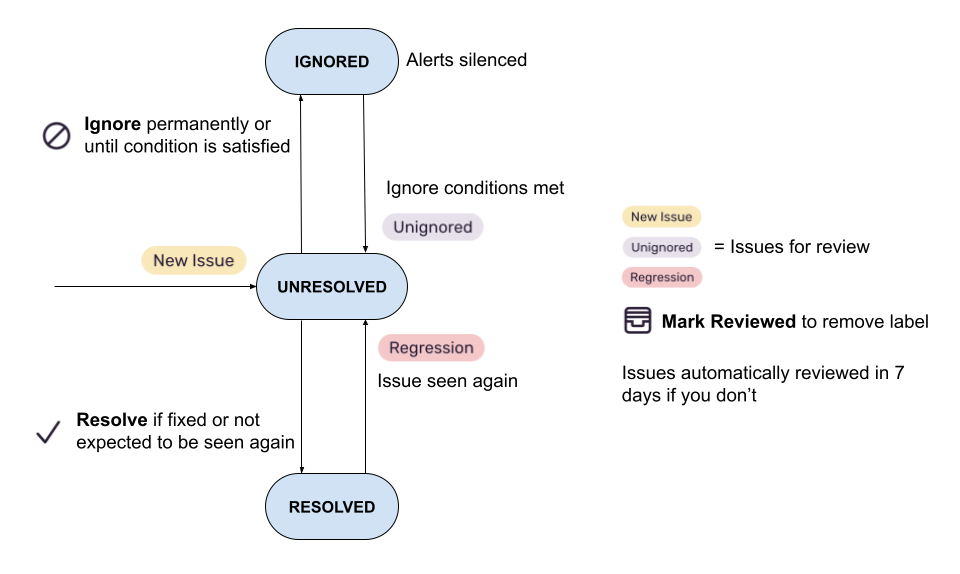 IGNORED
Alerts silenced
Ignore permanently or
until condition is satisfied
Ignore conditions met
Unignored
New Issue
UNRESOLVED
Regression
Issue seen again
Resolve if fixed or not
expected to be seen again
RESOLVED
New Issue
Unignored = Issues for review
Regression
Mark Reviewed to remove label
Issues automatically reviewed in 7
days if you don’t